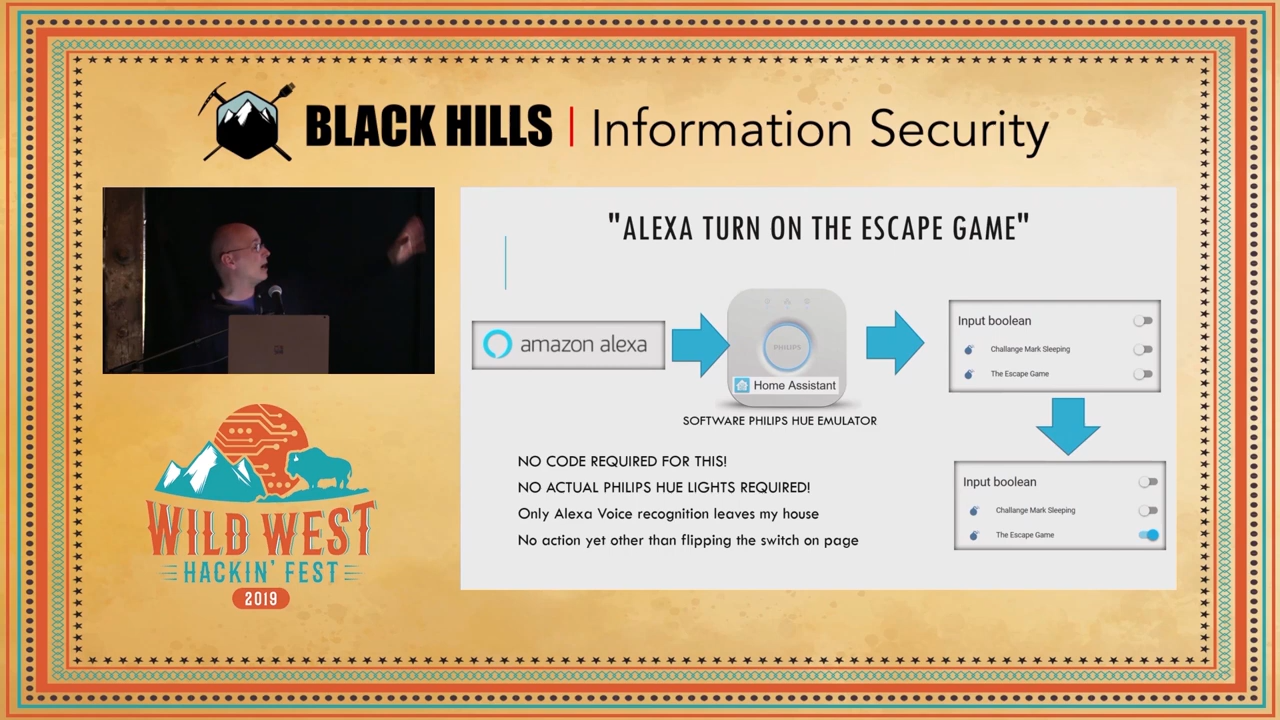 BLACK HILLS | Information Security
"ALEXA TURN ON THE ESCAPE GAME"
amazon alexa
PHILIPS
Home Assistant
SOFTWARE PHILIPS HUE EMULATOR
Input boolean
Challange Mark Sleeping
The Escape Game
NO CODE REQUIRED FOR THIS!
NO ACTUAL PHILIPS HUE LIGHTS REQUIRED!
Only Alexa Voice recognition leaves my house
No action yet other than flipping the switch on page
Input boolean
Challange Mark Sleeping
The Escape Game
WILD WEST
HACKIN' FEST
2019